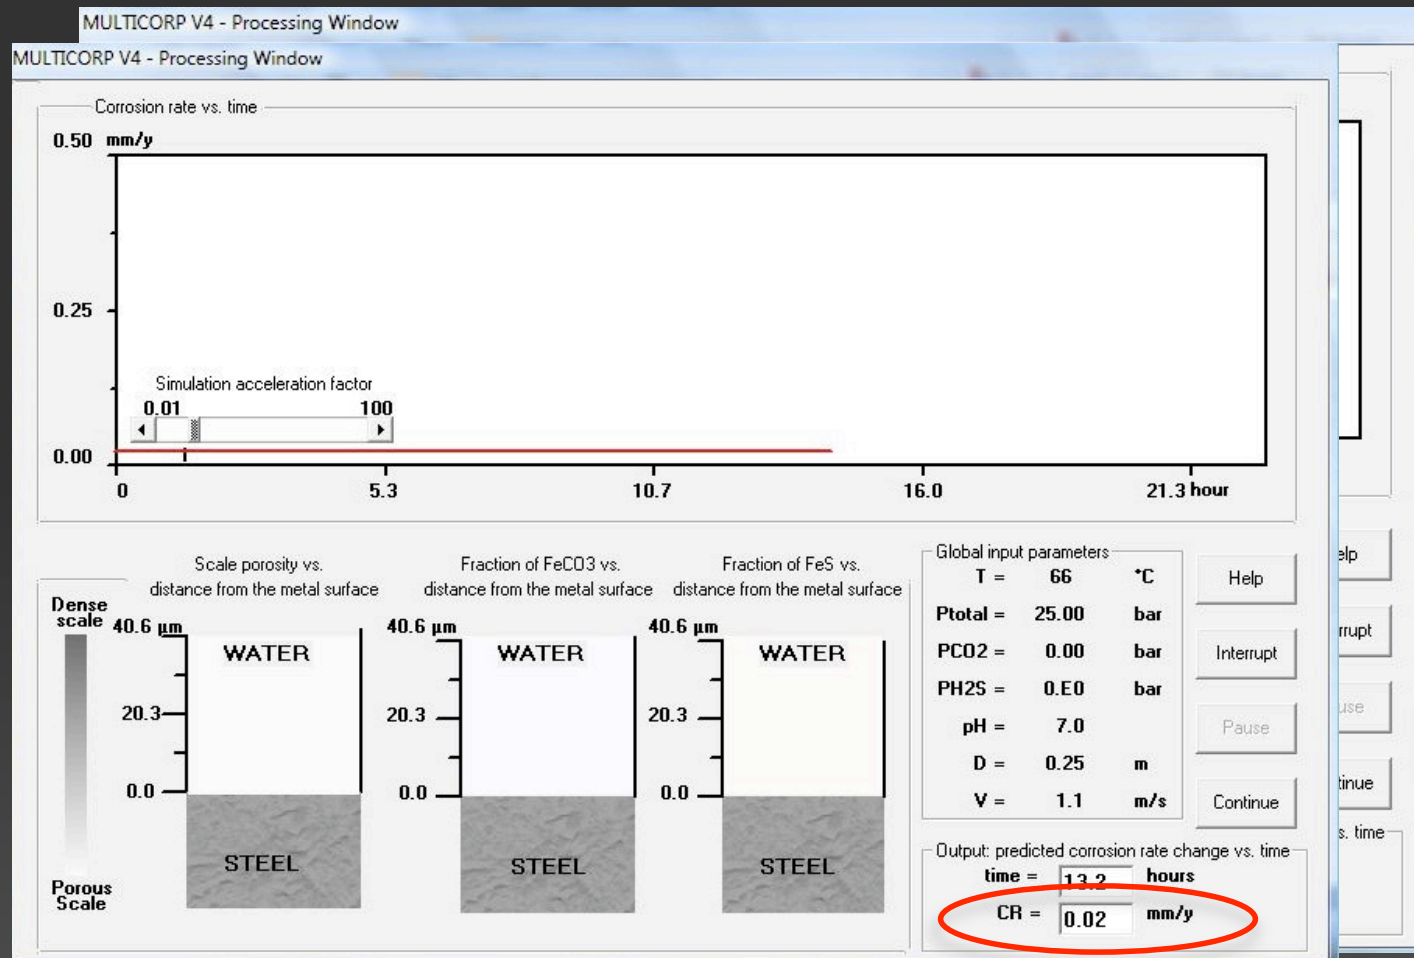 MULTICORP V4 - Processing Window
MULTICORP V4 - Processing Window
Corrosion rate vs. time
0.50 mm/y
0.25
Simulation acceleration factor
0.01 100
0.00
0 5.3 10.7 16.0 21.3 hour
Scale porosity vs.
distance from the metal surface
Dense
scale
40.6 µm
WATER
20.3
0.0
STEEL
Porous
Scale
Fraction of FeCO3 vs.
distance from the metal surface
40.6 µm
WATER
20.3
0.0
STEEL
Fraction of FeS vs.
distance from the metal surface
40.6 µm
WATER
20.3
0.0
STEEL
Global input parameters
T = 66 °C
Ptotal = 25.00 bar
PCO2 = 0.00 bar
PH2S = 0.E0 bar
pH = 7.0
D = 0.25 m
V = 1.1 m/s
Help
Interrupt
Pause
Continue
Output: predicted corrosion rate change vs. time
time = 13.2 hours
CR = 0.02 mm/y
elp
rrupt
use
tinue
s. time